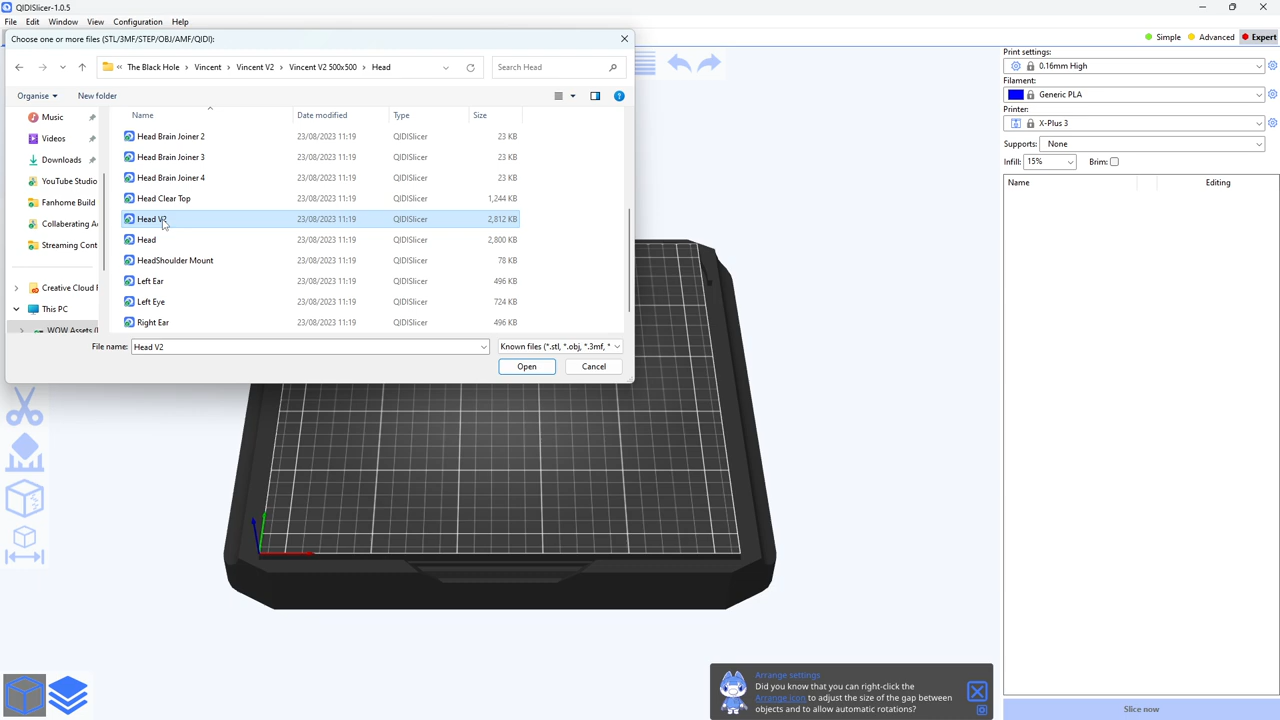 QIDISlicer-1.0.5
File Edit Window View Configuration Help
Choose one or more files (STL/3MF/STEP/OBJ/AMF/QIDI):
Simple Advanced Expert
The Black Hole > > Vincent V2 > Vincent V2.500 >
Search Head
Organise New folder
Name Date modified Type Size
Music
Videos
Downloads
YouTube Studio
Fanhome Build
Collaberating A
Streaming Cont
Creative Cloud F
This PC
WOW Assets (
Head Brain Joiner 2 23/08/2023 11:19 QIDISlicer 23 KB
Head Brain Joiner 3 23/08/2023 11:19 QIDISlicer 23 KB
Head Brain Joiner 4 23/08/2023 11:19 QIDISlicer 23 KB
Head Clear Top 23/08/2023 11:19 QIDISlicer 1,244 KB
Head V2 23/08/2023 11:19 QIDISlicer 2,812 KB
Head 23/08/2023 11:19 QIDISlicer 2,800 KB
HeadShoulder Mount 23/08/2023 11:19 QIDISlicer 78 KB
Left Ear 23/08/2023 11:19 QIDISlicer 496 KB
Left Eye 23/08/2023 11:19 QIDISlicer 724 KB
Right Ear 23/08/2023 11:19 QIDISlicer 496 KB
File name: Head V2
Known files (*.stl, *.obj, *.3mf, *
Open Cancel
Print settings:
0.16mm High
Filament:
Generic PLA
Printer:
X-Plus 3
Supports: None
Infill: 15% Brim:
Name Editing
Arrange settings
Did you know that you can right-click the
Arrange icon to adjust the size of the gap between
objects and to allow automatic rotations?
Slice now